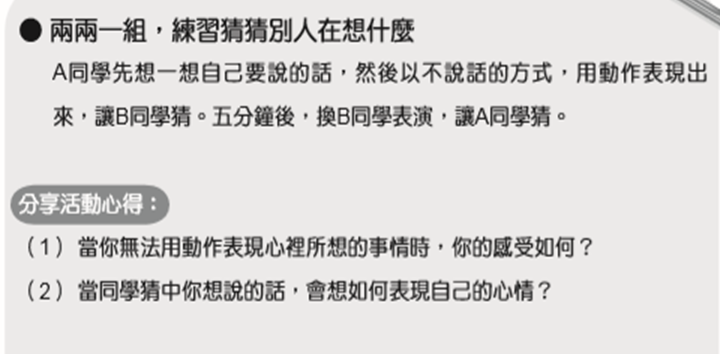 ● 兩兩一組，練習猜猜別人在想什麼
A同學先想一想自己要說的話，然後以不說話的方式，用動作表現出
來，讓B同學猜。五分鐘後，換B同學表演，讓A同學猜。
分享活動心得：
（1）當你無法用動作表現心裡所想的事情時，你的感受如何？
（2）當同學猜中你想說的話，會想如何表現自己的心情？